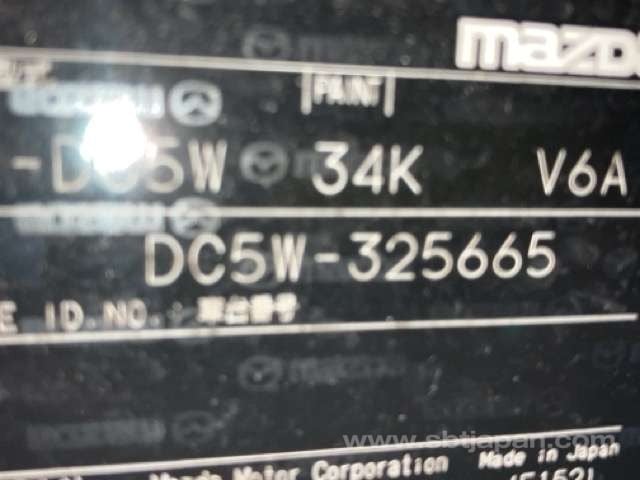 mazda
PAINT
-DC5W 34K V6A
DC5W-325665
E ID.NO. : 車台番号
www.sbtjapan.com
Mazda Motor Corporation Made in Japan